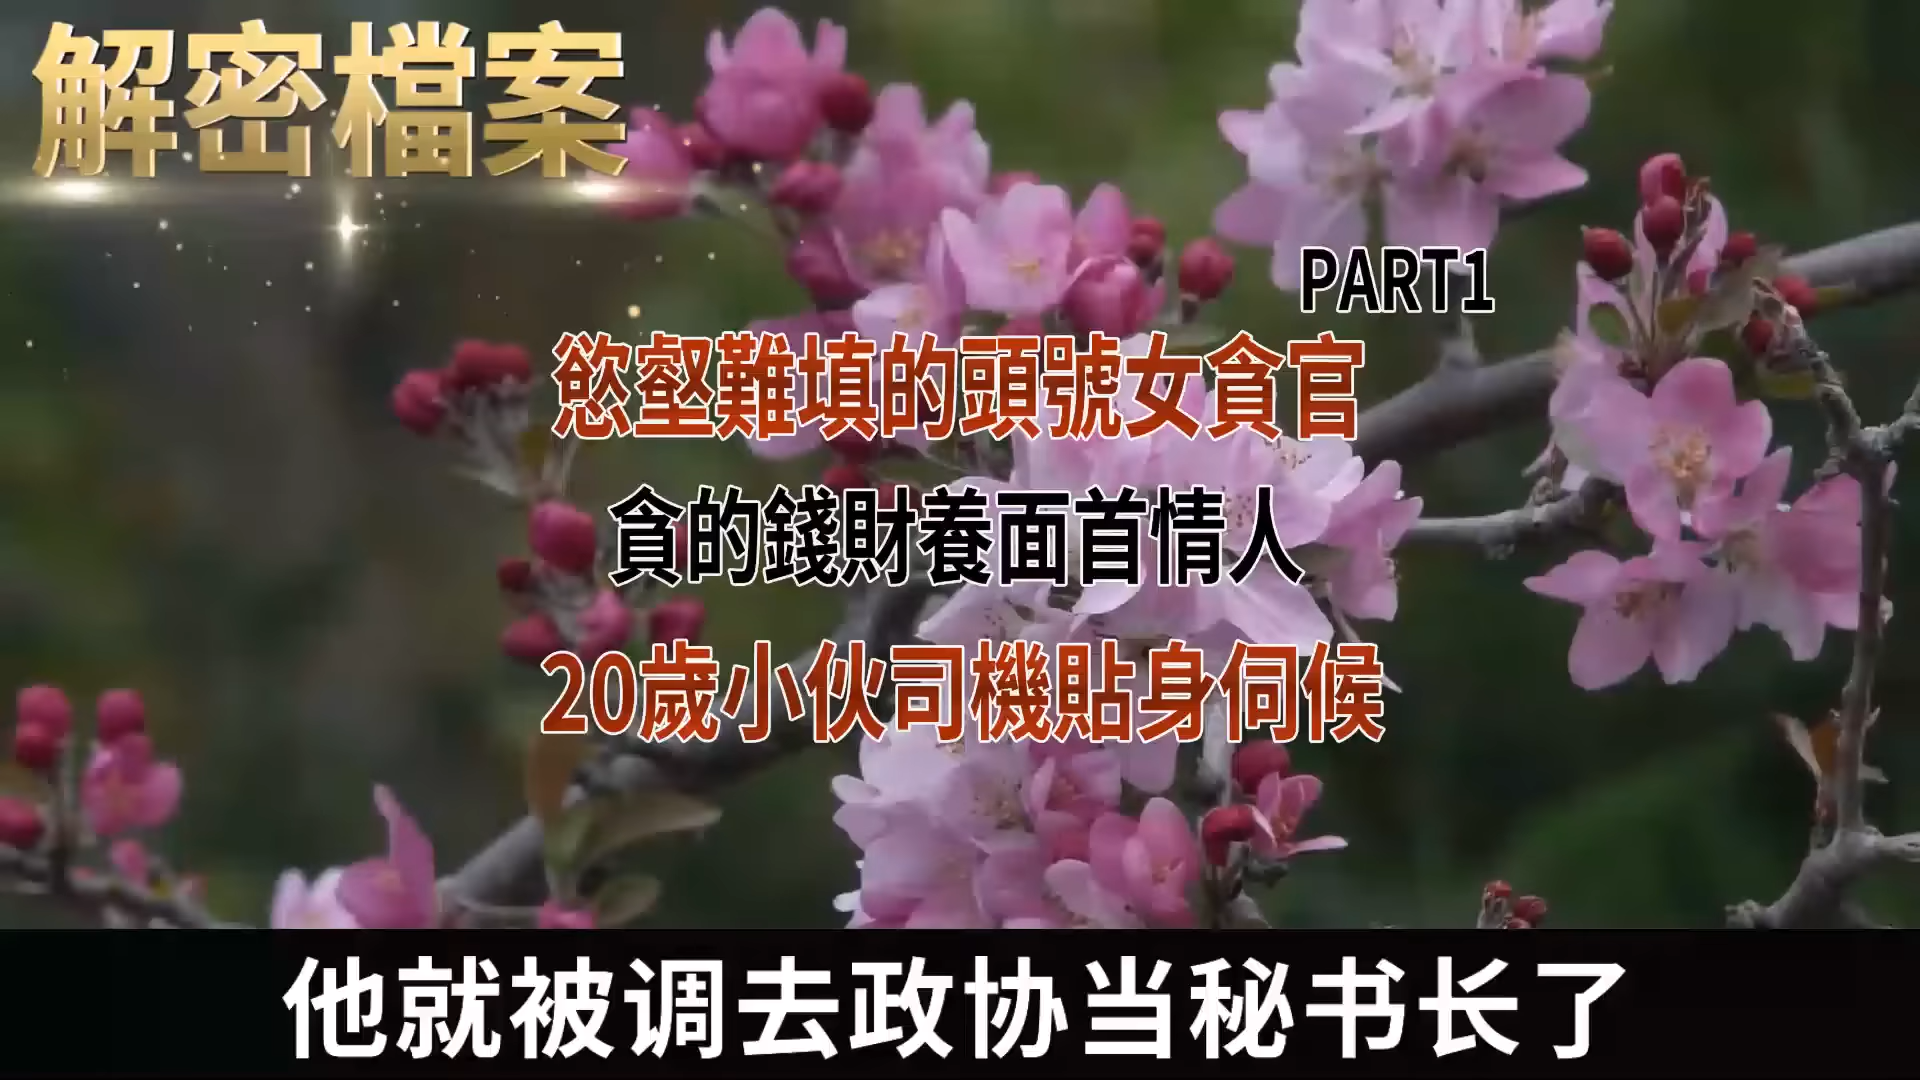 解密檔案
PART1
慾壑難填的頭號女貪官
貪的錢財養面首情人
20歲小伙司機貼身伺候
他就被调去政协当秘书长了